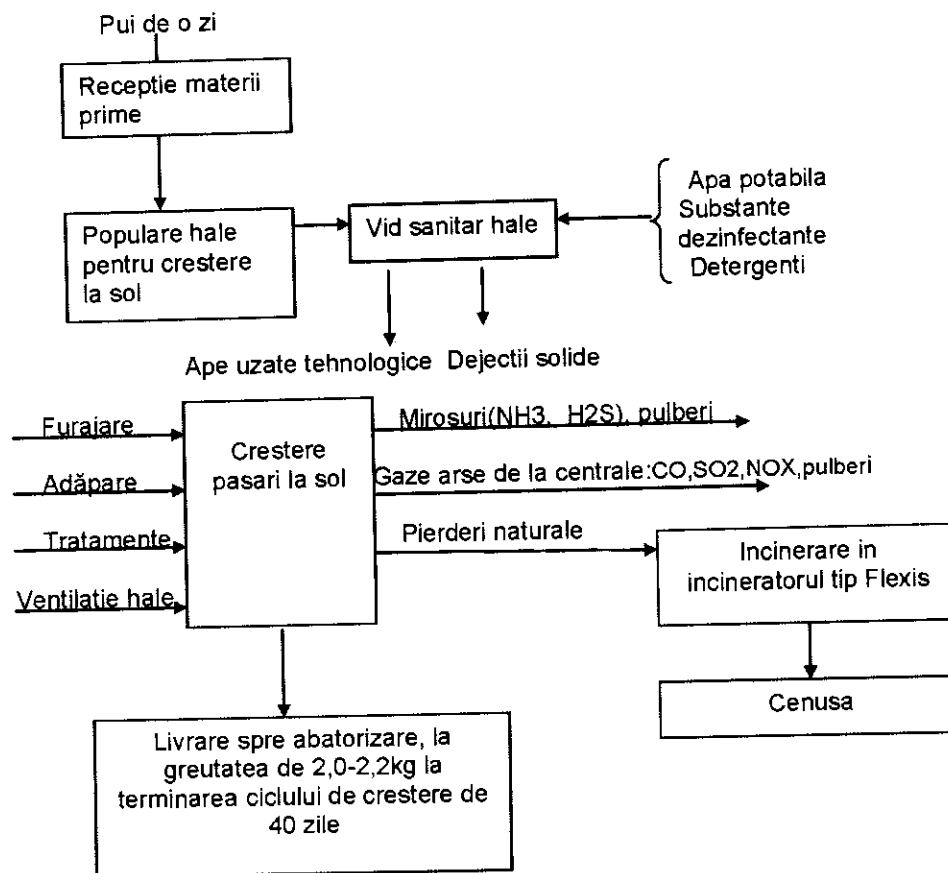 Pui de o zi
Receptie materii
prime
Populare hale
pentru crestere
la sol
Vid sanitar hale
Apa potabila
Substante
dezinfectante
Detergenti
Ape uzate tehnologice Dejectii solide
Furajare
Adăpare
Tratamente
Ventilatie hale
Crestere
pasari la sol
Mirosuri(NH3, H2S), pulberi
Gaze arse de la centrale:CO,SO2,NOX,pulberi
Pierderi naturale
Incinerare in
incineratorul tip Flexis
Cenusa
Livrare spre abatorizare, la
greutatea de 2,0-2,2kg la
terminarea ciclului de crestere de
40 zile